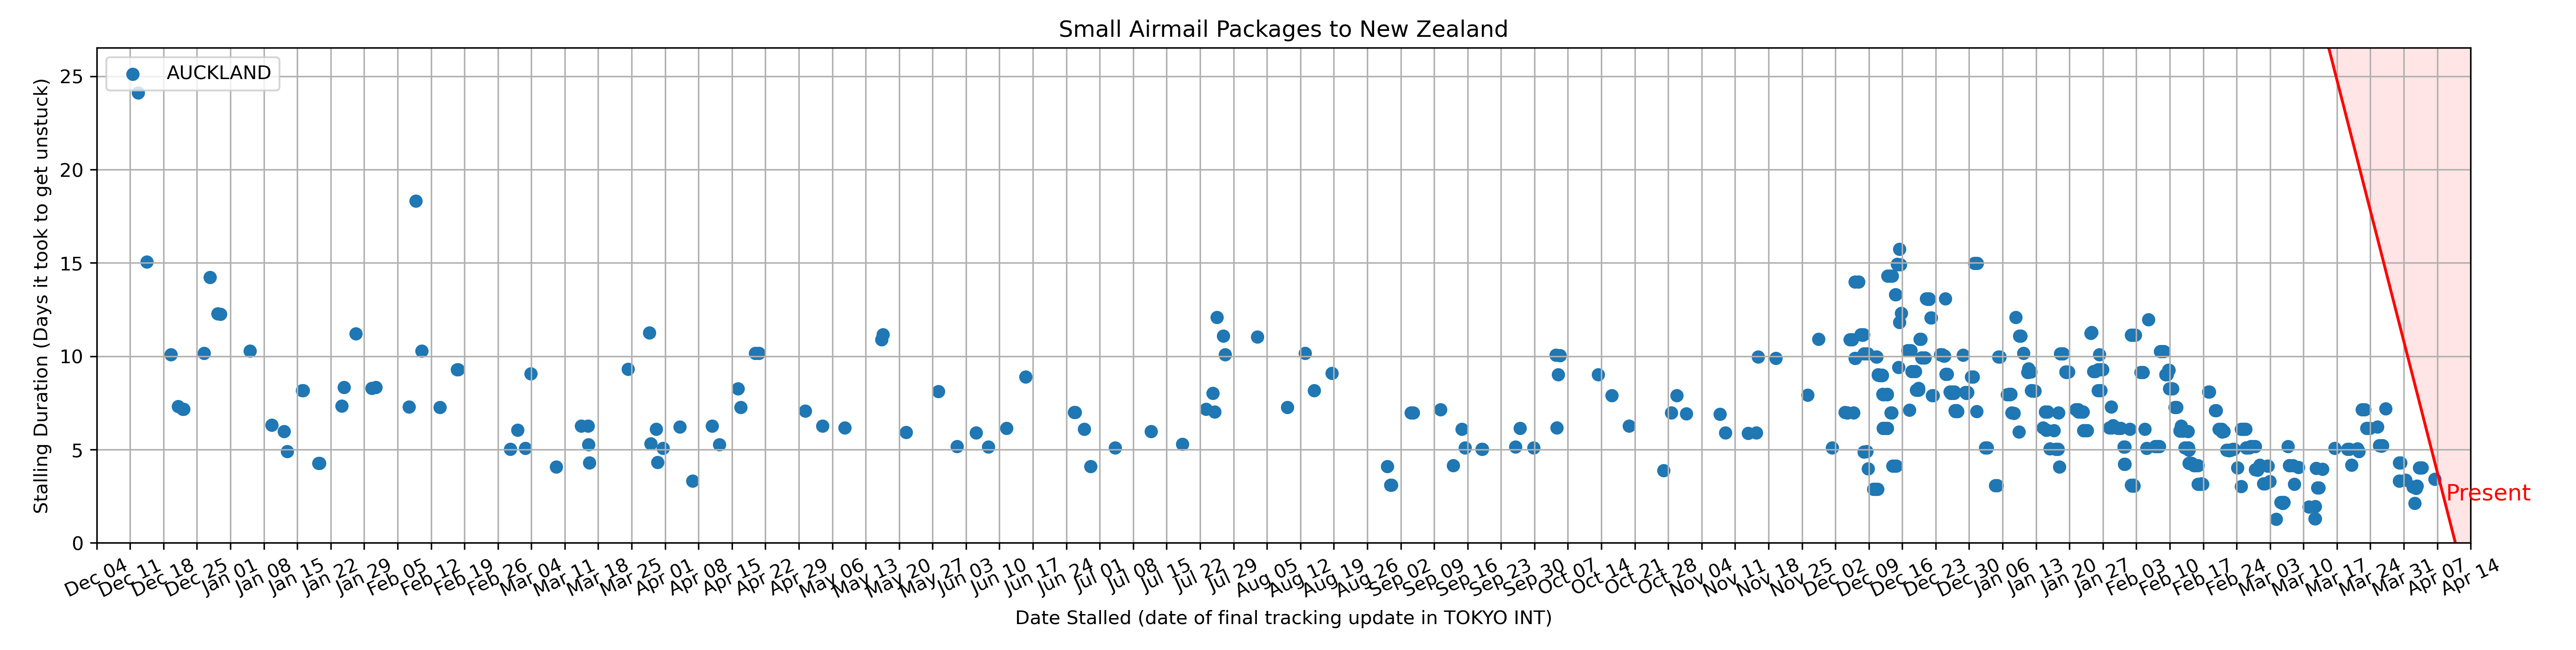 Small Airmail Packages to New Zealand
AUCKLAND
Stalling Duration (Days it took to get unstuck)
25
20
15
10
5
0
Present
Dec 04
Dec 11
Dec 18
Dec 25
Jan 01
Jan 08
Jan 15
Jan 22
Jan 29
Feb 05
Feb 12
Feb 19
Feb 26
Mar 04
Mar 11
Mar 18
Mar 25
Apr 01
Apr 08
Apr 15
Apr 22
Apr 29
May 06
May 13
May 20
May 27
Jun 03
Jun 10
Jun 17
Jun 24
Jul 01
Jul 08
Jul 15
Jul 22
Jul 29
Aug 05
Aug 12
Aug 19
Aug 26
Sep 02
Sep 09
Sep 16
Sep 23
Sep 30
Oct 07
Oct 14
Oct 21
Oct 28
Nov 04
Nov 11
Nov 18
Nov 25
Dec 02
Dec 09
Dec 16
Dec 23
Dec 30
Jan 06
Jan 13
Jan 20
Jan 27
Feb 03
Feb 10
Feb 17
Feb 24
Mar 03
Mar 10
Mar 17
Mar 24
Mar 31
Apr 07
Apr 14
Date Stalled (date of final tracking update in TOKYO INT)